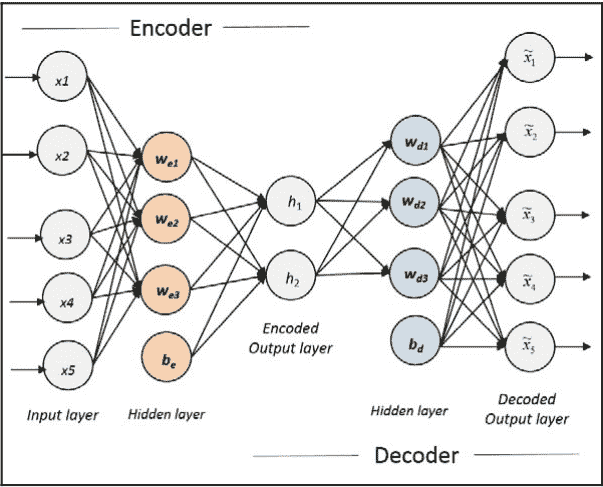 Encoder
x1
x2
x3
x4
x5
we1
we2
we3
be
h1
h2
wd1
wd2
wd3
bd
x̃1
x̃2
x̃3
x̃4
x̃5
Input layer
Hidden layer
Encoded
Output layer
Hidden layer
Decoded
Output layer
Decoder